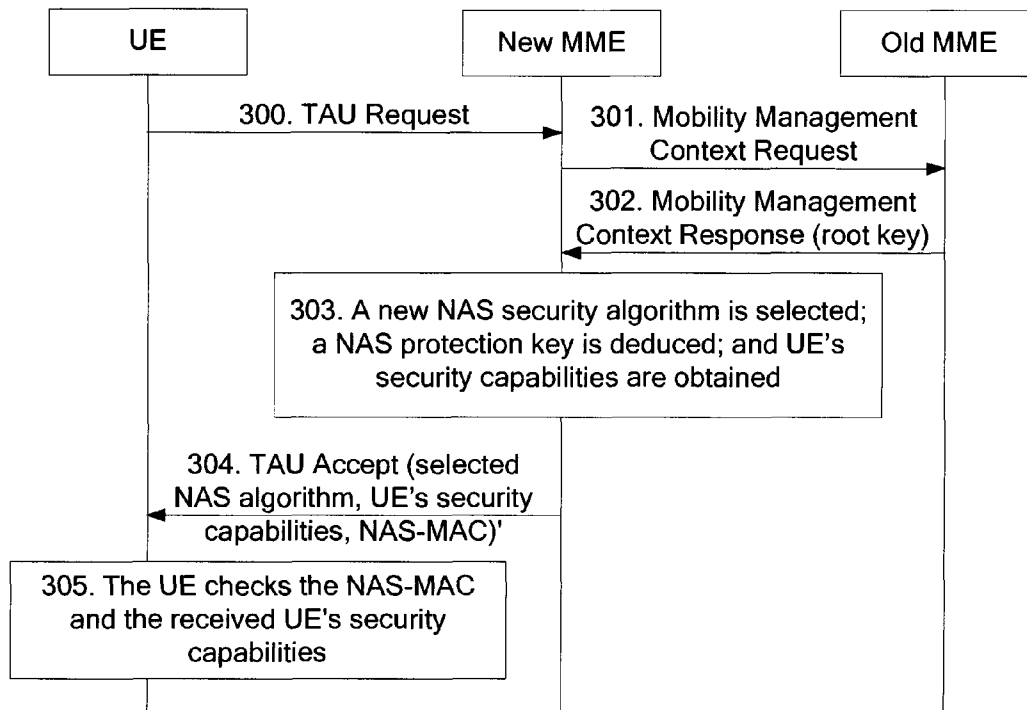 UE
New MME
Old MME
300. TAU Request
301. Mobility Management
Context Request
302. Mobility Management
Context Response (root key)
303. A new NAS security algorithm is selected;
a NAS protection key is deduced; and UE's
security capabilities are obtained
304. TAU Accept (selected
NAS algorithm, UE's security
capabilities, NAS-MAC)'
305. The UE checks the NAS-MAC
and the received UE's security
capabilities